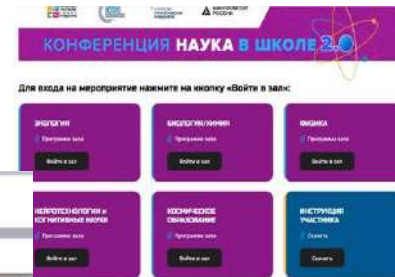 МИНПРОСВЕЩ
РОССИИ
КОНФЕРЕНЦИЯ НАУКА В ШКОЛЕ 2.0
Для входа на мероприятие нажмите на кнопку «Войти в зал»:
ЭКОЛОГИЯ
Программа зала
Войти в зал
БИОЛОГИЯ/ХИМИЯ
Программа зала
Войти в зал
ФИЗИКА
Программа зала
Войти в зал
НЕЙРОТЕХНОЛОГИИ и
КОГНИТИВНЫЕ НАУКИ
Программа зала
Войти в зал
КОСМИЧЕСКОЕ
ОБРАЗОВАНИЕ
Программа зала
Войти в зал
ИНСТРУКЦИЯ
УЧАСТНИКА
Скачать
Скачать